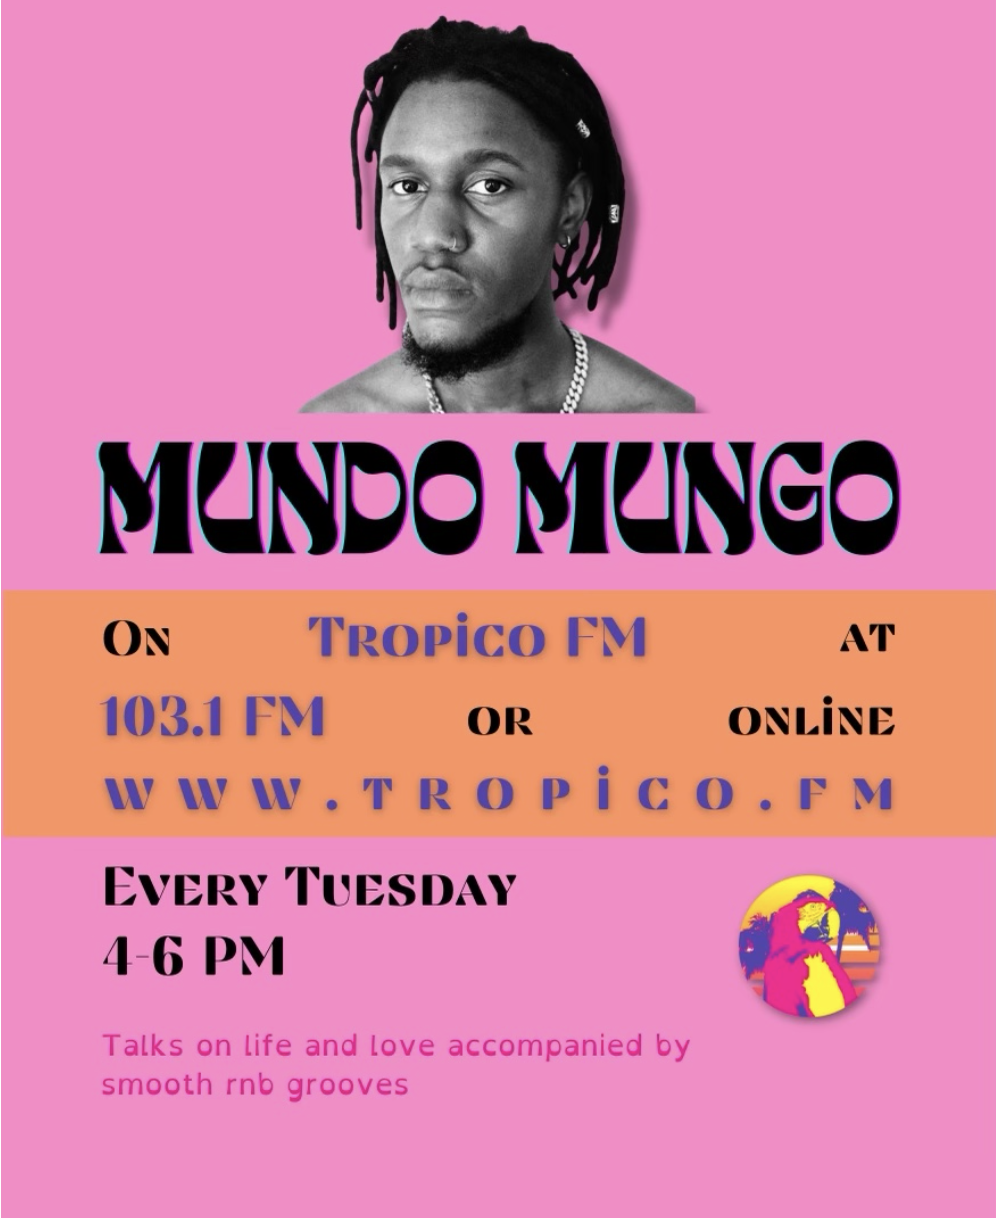 MUNDO MUNGO
On Tropico FM at
103.1 FM or online
www.tropico.fm
Every Tuesday
4-6 PM
Talks on life and love accompanied by
smooth rnb grooves